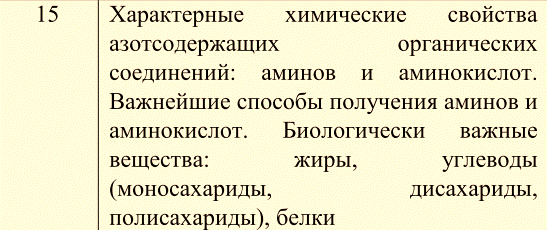 15 Характерные химические свойства
азотсодержащих органических
соединений: аминов и аминокислот.
Важнейшие способы получения аминов и
аминокислот. Биологически важные
вещества: жиры, углеводы
(моносахариды, дисахариды,
полисахариды), белки